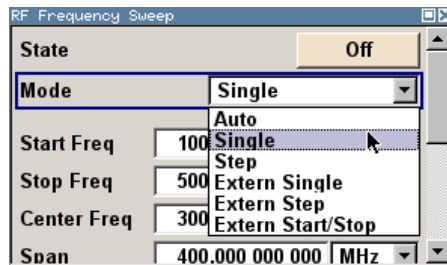 RF Frequency Sweep
State Off
Mode Single
Auto
Single
Step
Extern Single
Extern Step
Extern Start/Stop
Start Freq 100
Stop Freq 500
Center Freq 300
Span 400.000 000 000 MHz